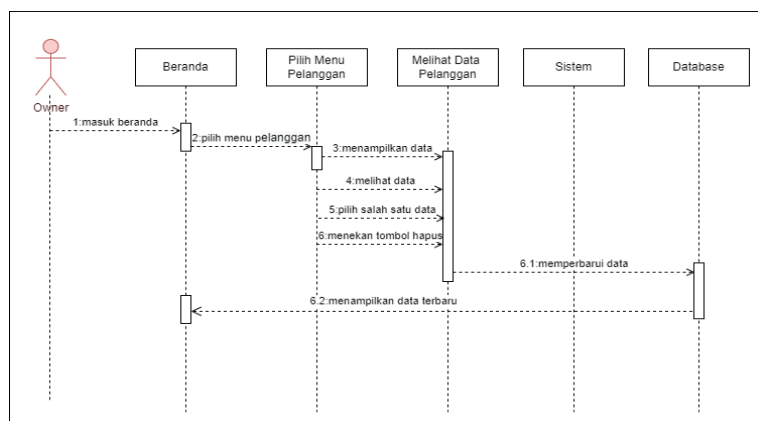 Owner
Beranda
Pilih Menu
Pelanggan
Melihat Data
Pelanggan
Sistem
Database
1:masuk beranda
2:pilih menu pelanggan
3:menampilkan data
4:melihat data
5:pilih salah satu data
6:menekan tombol hapus
6.1:memperbarui data
6.2:menampilkan data terbaru